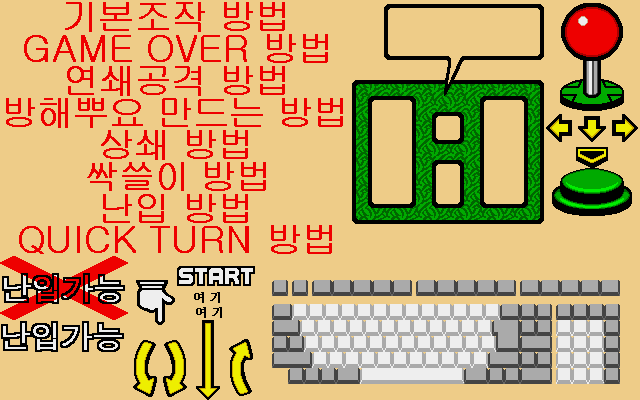 기본조작 방법
GAME OVER 방법
연쇄공격 방법
방해뿌요 만드는 방법
상쇄 방법
싹쓸이 방법
난입 방법
QUICK TURN 방법
난입가능
START
여기
여기
난입가능